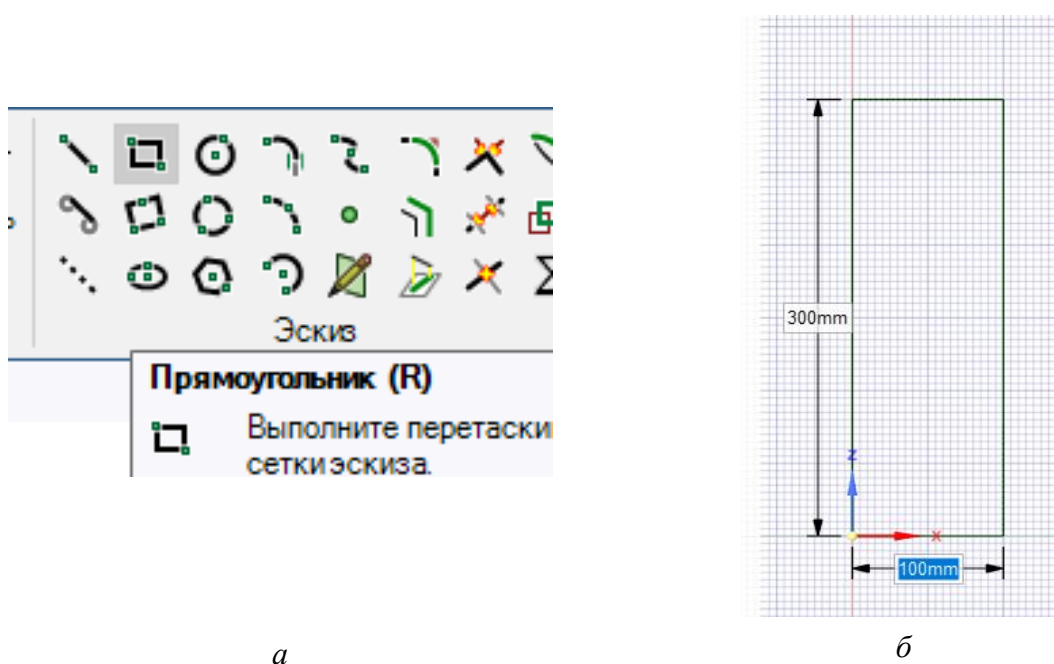 Эскиз
Прямоугольник (R)
Выполните перетаски
сетки эскиза.
300mm
z
x
100mm
а
б